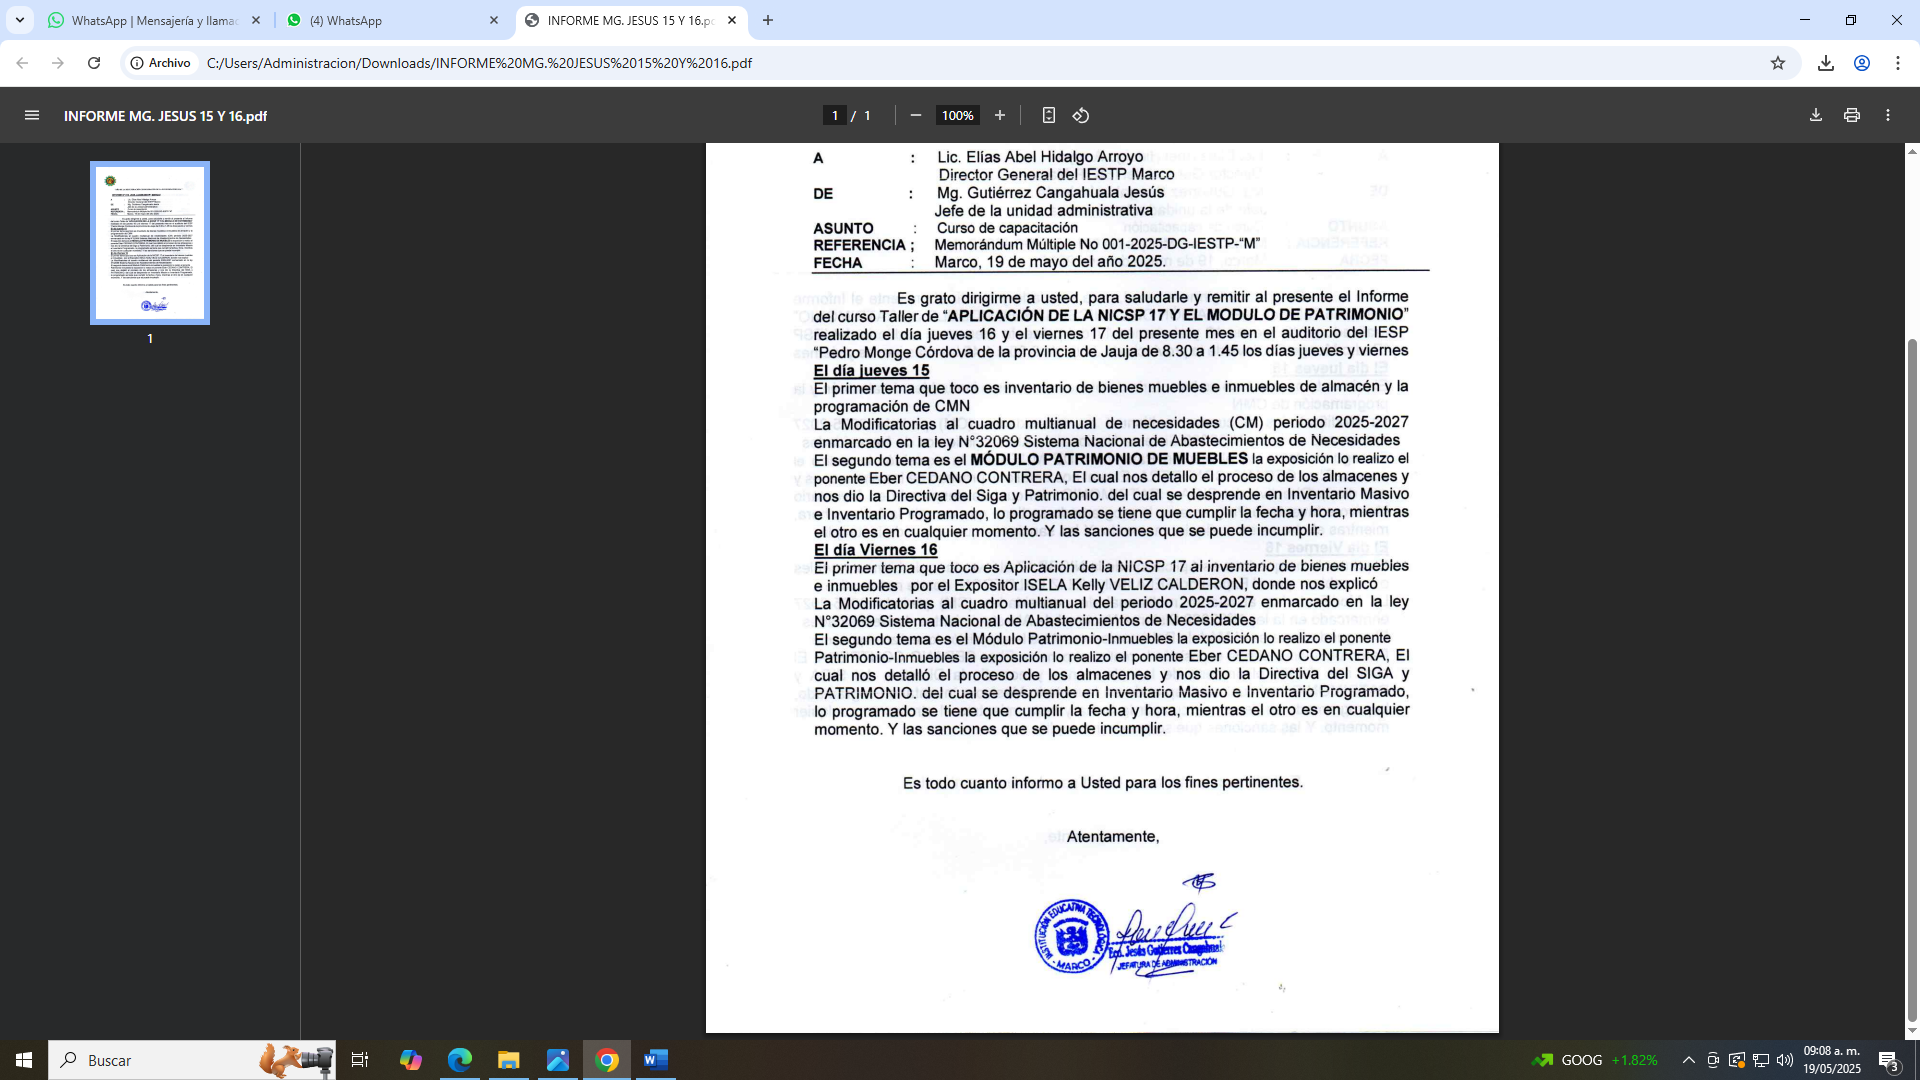 WhatsApp | Mensajería y llamad
(4) WhatsApp
INFORME MG. JESUS 15 Y 16.pd
Archivo
C:/Users/Administracion/Downloads/INFORME%20MG.%20JESUS%2015%20Y%2016.pdf
INFORME MG. JESUS 15 Y 16.pdf
1 / 1
100%
1
A : Lic. Elías Abel Hidalgo Arroyo
Director General del IESTP Marco
DE : Mg. Gutiérrez Cangahuala Jesús
Jefe de la unidad administrativa
ASUNTO : Curso de capacitación
REFERENCIA ; Memorándum Múltiple No 001-2025-DG-IESTP-“M”
FECHA : Marco, 19 de mayo del año 2025.
Es grato dirigirme a usted, para saludarle y remitir al presente el Informe
del curso Taller de “APLICACIÓN DE LA NICSP 17 Y EL MODULO DE PATRIMONIO”
realizado el día jueves 16 y el viernes 17 del presente mes en el auditorio del IESP
“Pedro Monge Córdova de la provincia de Jauja de 8.30 a 1.45 los días jueves y viernes
El día jueves 15
El primer tema que toco es inventario de bienes muebles e inmuebles de almacén y la
programación de CMN
La Modificatorias al cuadro multianual de necesidades (CM) periodo 2025-2027
enmarcado en la ley N°32069 Sistema Nacional de Abastecimientos de Necesidades
El segundo tema es el MÓDULO PATRIMONIO DE MUEBLES la exposición lo realizo el
ponente Eber CEDANO CONTRERA, El cual nos detallo el proceso de los almacenes y
nos dio la Directiva del Siga y Patrimonio. del cual se desprende en Inventario Masivo
e Inventario Programado, lo programado se tiene que cumplir la fecha y hora, mientras
el otro es en cualquier momento. Y las sanciones que se puede incumplir.
El día Viernes 16
El primer tema que toco es Aplicación de la NICSP 17 al inventario de bienes muebles
e inmuebles por el Expositor ISELA Kelly VELIZ CALDERON, donde nos explicó
La Modificatorias al cuadro multianual del periodo 2025-2027 enmarcado en la ley
N°32069 Sistema Nacional de Abastecimientos de Necesidades
El segundo tema es el Módulo Patrimonio-Inmuebles la exposición lo realizo el ponente
Patrimonio-Inmuebles la exposición lo realizo el ponente Eber CEDANO CONTRERA, El
cual nos detalló el proceso de los almacenes y nos dio la Directiva del SIGA y
PATRIMONIO. del cual se desprende en Inventario Masivo e Inventario Programado,
lo programado se tiene que cumplir la fecha y hora, mientras el otro es en cualquier
momento. Y las sanciones que se puede incumplir.
Es todo cuanto informo a Usted para los fines pertinentes.
Atentamente,
INSTITUCIÓN EDUCATIVA TECNOLÓGICA
- MARCO -
Eco. Jesús Gutierrez Cangahuala
JEFATURA DE ADMINISTRACIÓN
Buscar
GOOG +1.82%
09:08 a. m.
19/05/2025
3